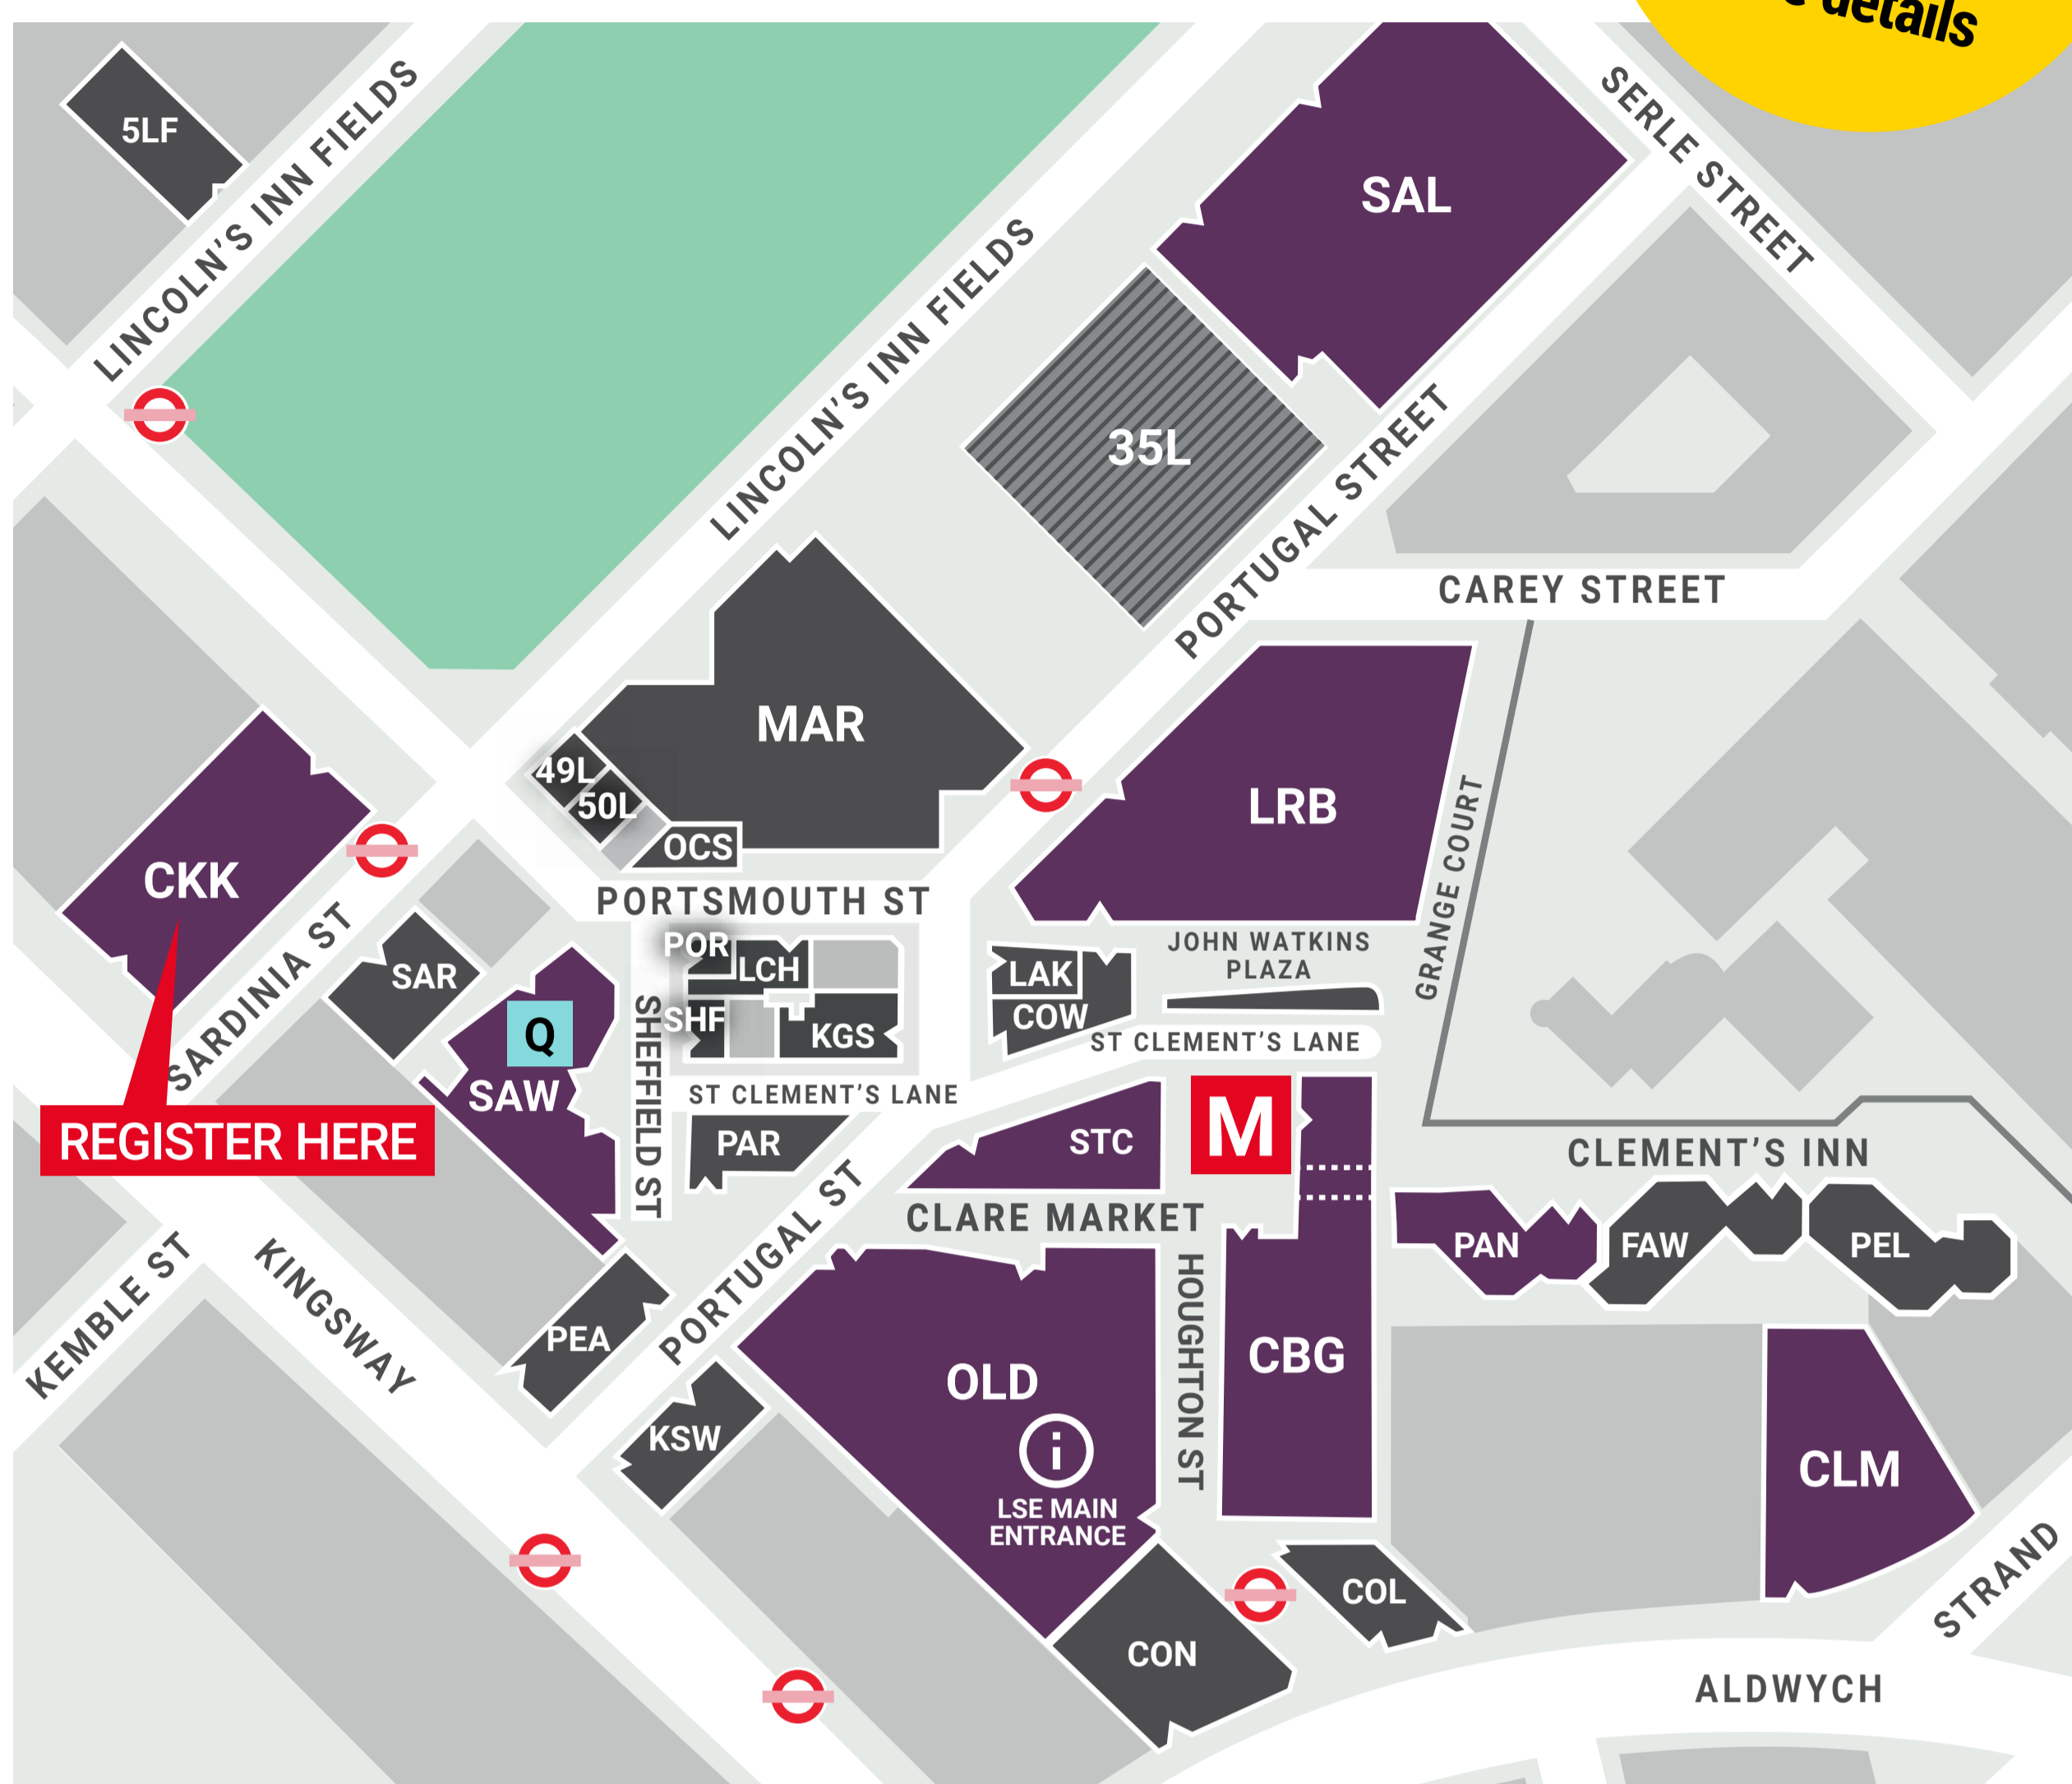 details
5LF
LINCOLN'S INN FIELDS
SAL
SERLE STREET
LINCOLN'S INN FIELDS
35L
PORTUGAL STREET
CAREY STREET
MAR
49L
50L
OCS
LRB
GRANGE COURT
CKK
PORTSMOUTH ST
SARDINIA ST
SAR
POR
LCH
SHF
KGS
LAK
COW
JOHN WATKINS
PLAZA
ST CLEMENT'S LANE
Q
SAW
SHEFFIELD ST
ST CLEMENT'S LANE
REGISTER HERE
PAR
STC
M
CLEMENT'S INN
CLARE MARKET
PORTUGAL ST
KEMBLE ST
KINGSWAY
PAN
FAW
PEL
PEA
HOUGHTON ST
CBG
OLD
KSW
i
LSE MAIN
ENTRANCE
CLM
COL
CON
STRAND
ALDWYCH